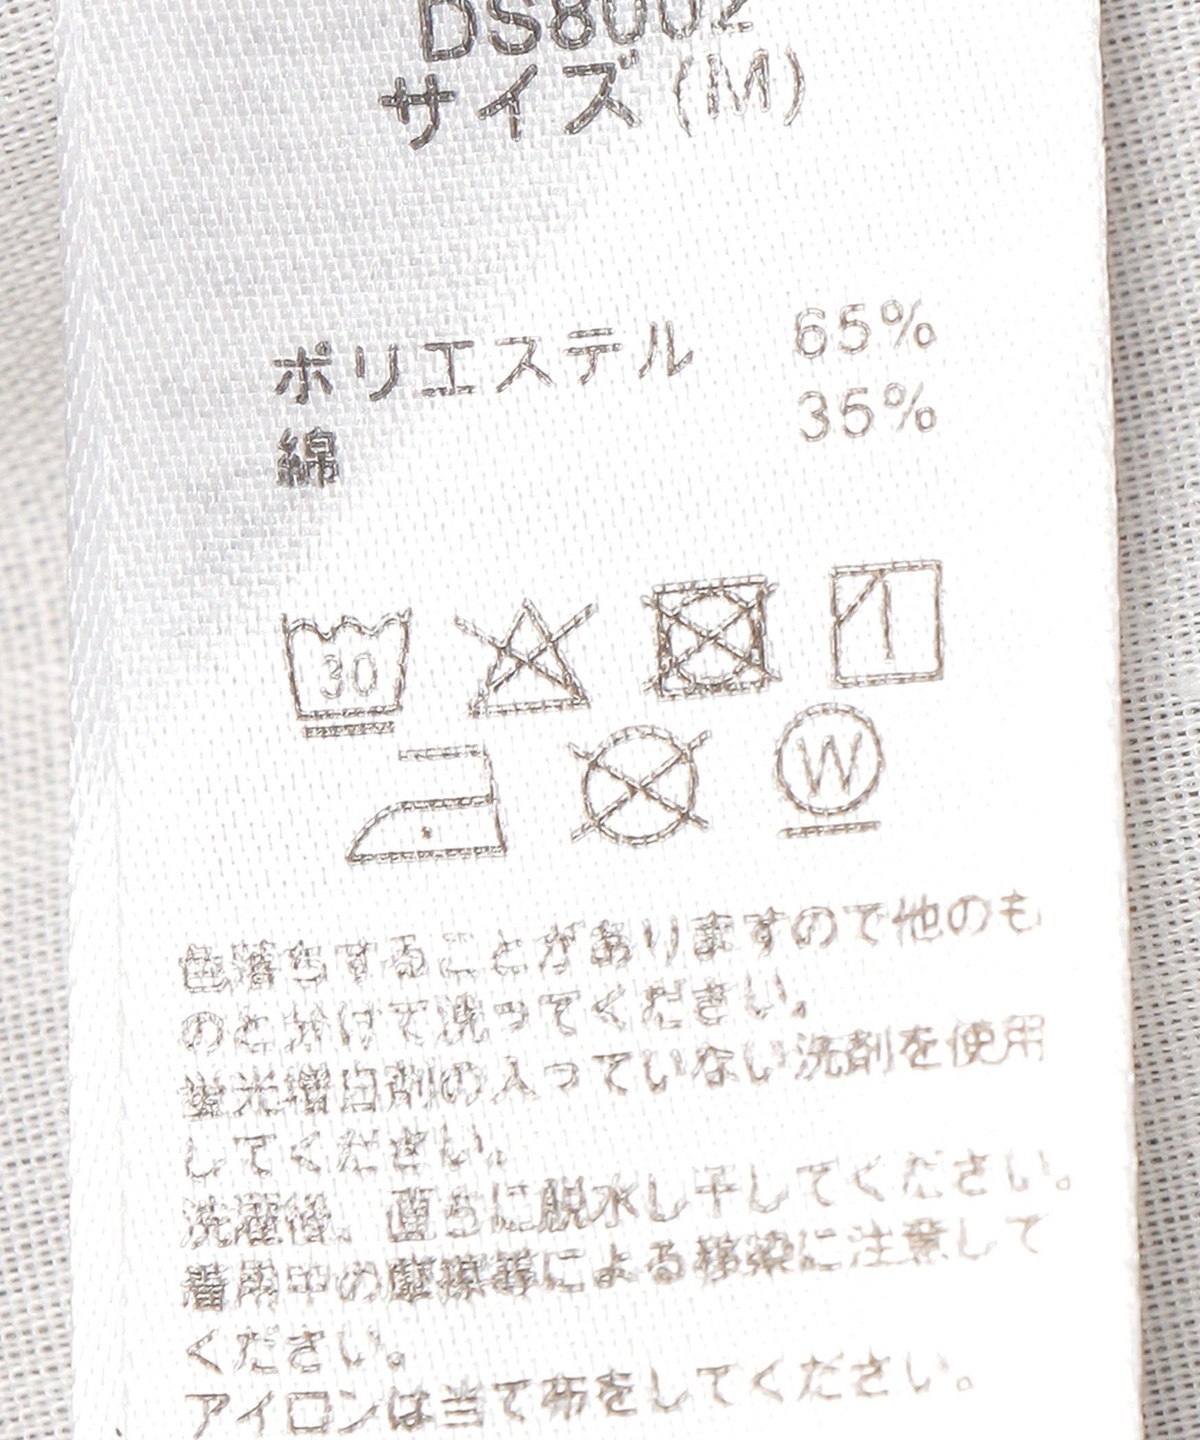 DS8002
サイズ(M)
ポリエステル 65%
綿 35%
30
W
色落ちすることがありますので他のも
のと分けて洗ってください。
蛍光増白剤の入っていない洗剤を使用
してください。
洗濯後、直ちに脱水し干してください。
着用中の摩擦等による移染に注意して
ください。
アイロンは当て布をしてください。